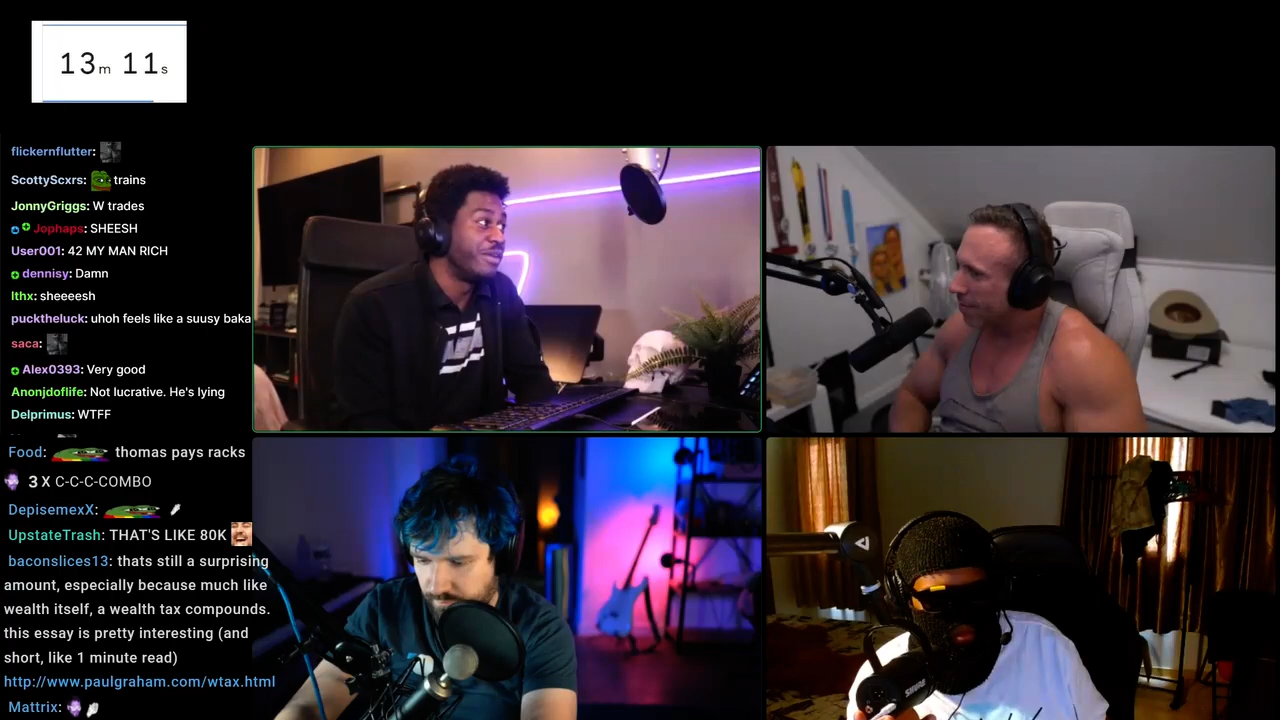 13m 11s
flickernflutter:
ScottyScxrs: trains
JonnyGriggs: W trades
Jophaps: SHEESH
User001: 42 MY MAN RICH
dennisy: Damn
lthx: sheeeesh
pucktheluck: uhoh feels like a suusy baka
saca:
Alex0393: Very good
Anonjdoflife: Not lucrative. He's lying
Delprimus: WTFF
Food: thomas pays racks
3 X C-C-C-COMBO
DepisemexX:
UpstateTrash: THAT'S LIKE 80K
baconslices13: thats still a surprising
amount, especially because much like
wealth itself, a wealth tax compounds.
this essay is pretty interesting (and
short, like 1 minute read)
http://www.paulgraham.com/wtax.html
Mattrix:
SHURE